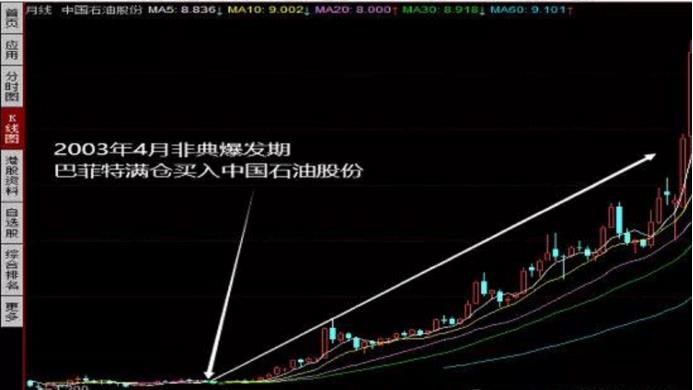 月线 中国石油股份 MA5: 8.836↓ MA10: 9.002↓ MA20: 8.000↑ MA30: 8.918↓ MA60: 9.101↑
首页
应用
分时图
K线图
港股资料
自选股
综合排名
更多
2003年4月非典爆发期
巴菲特满仓买入中国石油股份